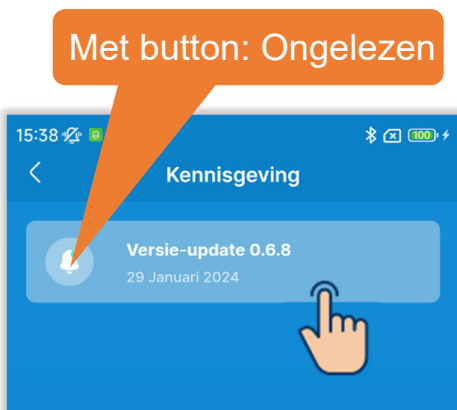 Met button: Ongelezen
15:38
100
Kennisgeving
Versie-update 0.6.8
29 Januari 2024